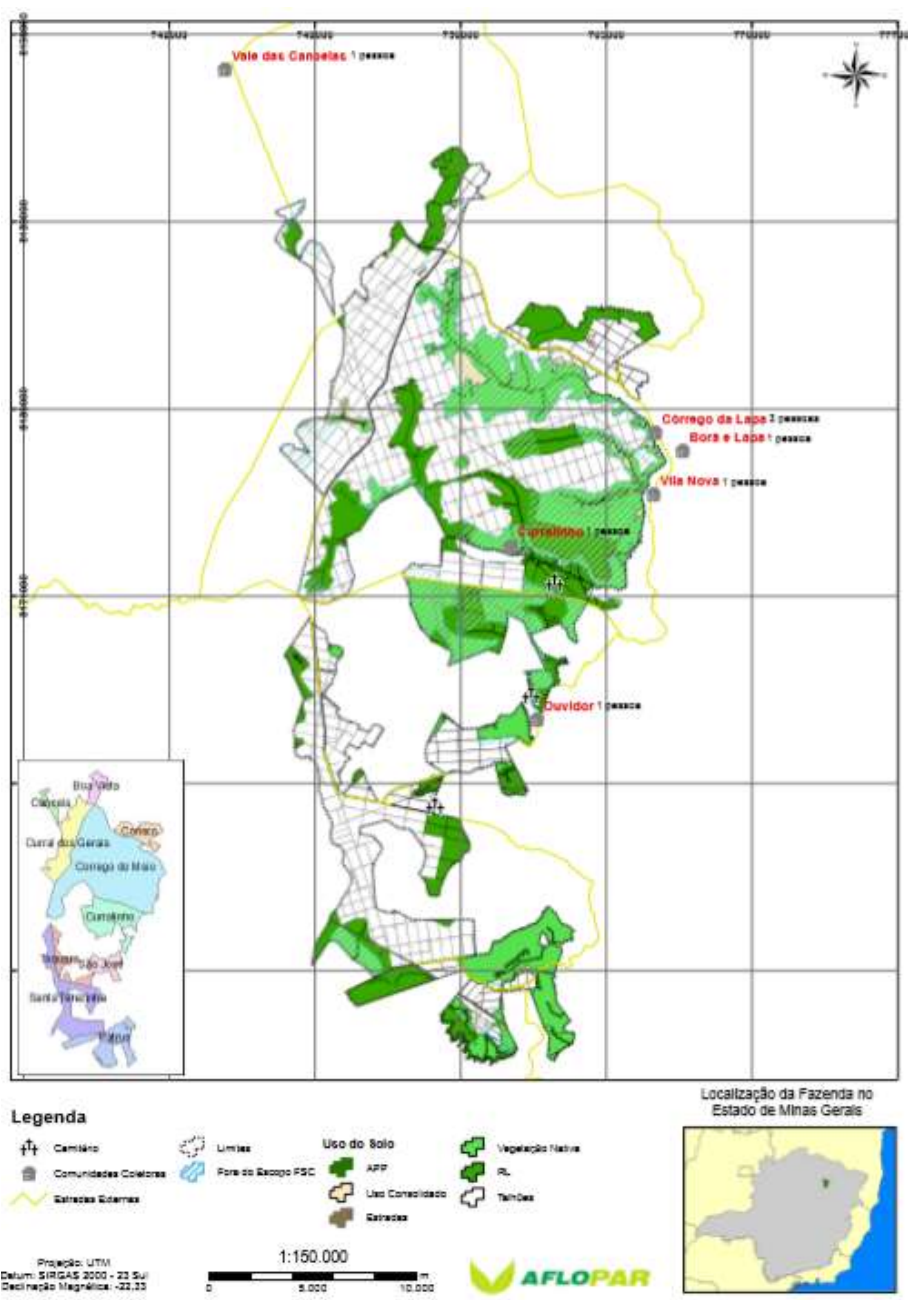 Vale das Cancelas 1 pessoa
Córrego da Lapa 3 pessoas
Bora e Lapa 1 pessoa
Vila Nova 1 pessoa
Curralinho 1 pessoa
Ouvidor 1 pessoa
Boa Vista
Cancela
Curral dos Gerais
Corrego do Maio
Curralinho
São José
Santa Terezinha
Legenda
Cemitério
Comunidades Coletoras
Estradas Externas
Limites
Fora do Escopo FSC
Uso do Solo
APP
Uso Consolidado
Estradas
Vegetação Nativa
RL
Talhões
Localização da Fazenda no
Estado de Minas Gerais
Projeção: UTM
Datum: SIRGAS 2000 - 23 Sul
Declinação Magnética: -22,23
1:150.000
0 5.000 10.000 m
AFLOPAR